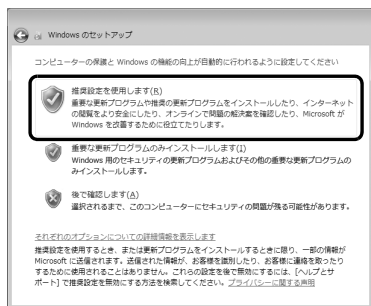 Windows のセットアップ
コンピューターの保護と Windows の機能の向上が自動的に行われるように設定してください
推奨設定を使用します(R)
重要な更新プログラムや推奨の更新プログラムをインストールしたり、インターネット
の閲覧をより安全にしたり、オンラインで問題の解決策を確認したり、Microsoft が
Windows を改善するために役立てたりします。
重要な更新プログラムのみインストールします(I)
Windows 用のセキュリティの更新プログラムおよびその他の重要な更新プログラムの
みインストールします。
後で確認します(A)
選択されるまで、このコンピューターにセキュリティの問題が残る可能性があります。
それぞれのオプションについての詳細情報を表示します
推奨設定を使用するとき、または更新プログラムをインストールするときに限り、一部の情報が
Microsoft に送信されます。送信された情報が、お客様を識別したり、お客様に連絡を取ったり
するために使用されることはありません。これらの設定を後で無効にするには、[ヘルプとサ
ポート] で推奨設定を無効にする方法を検索してください。プライバシーに関する声明